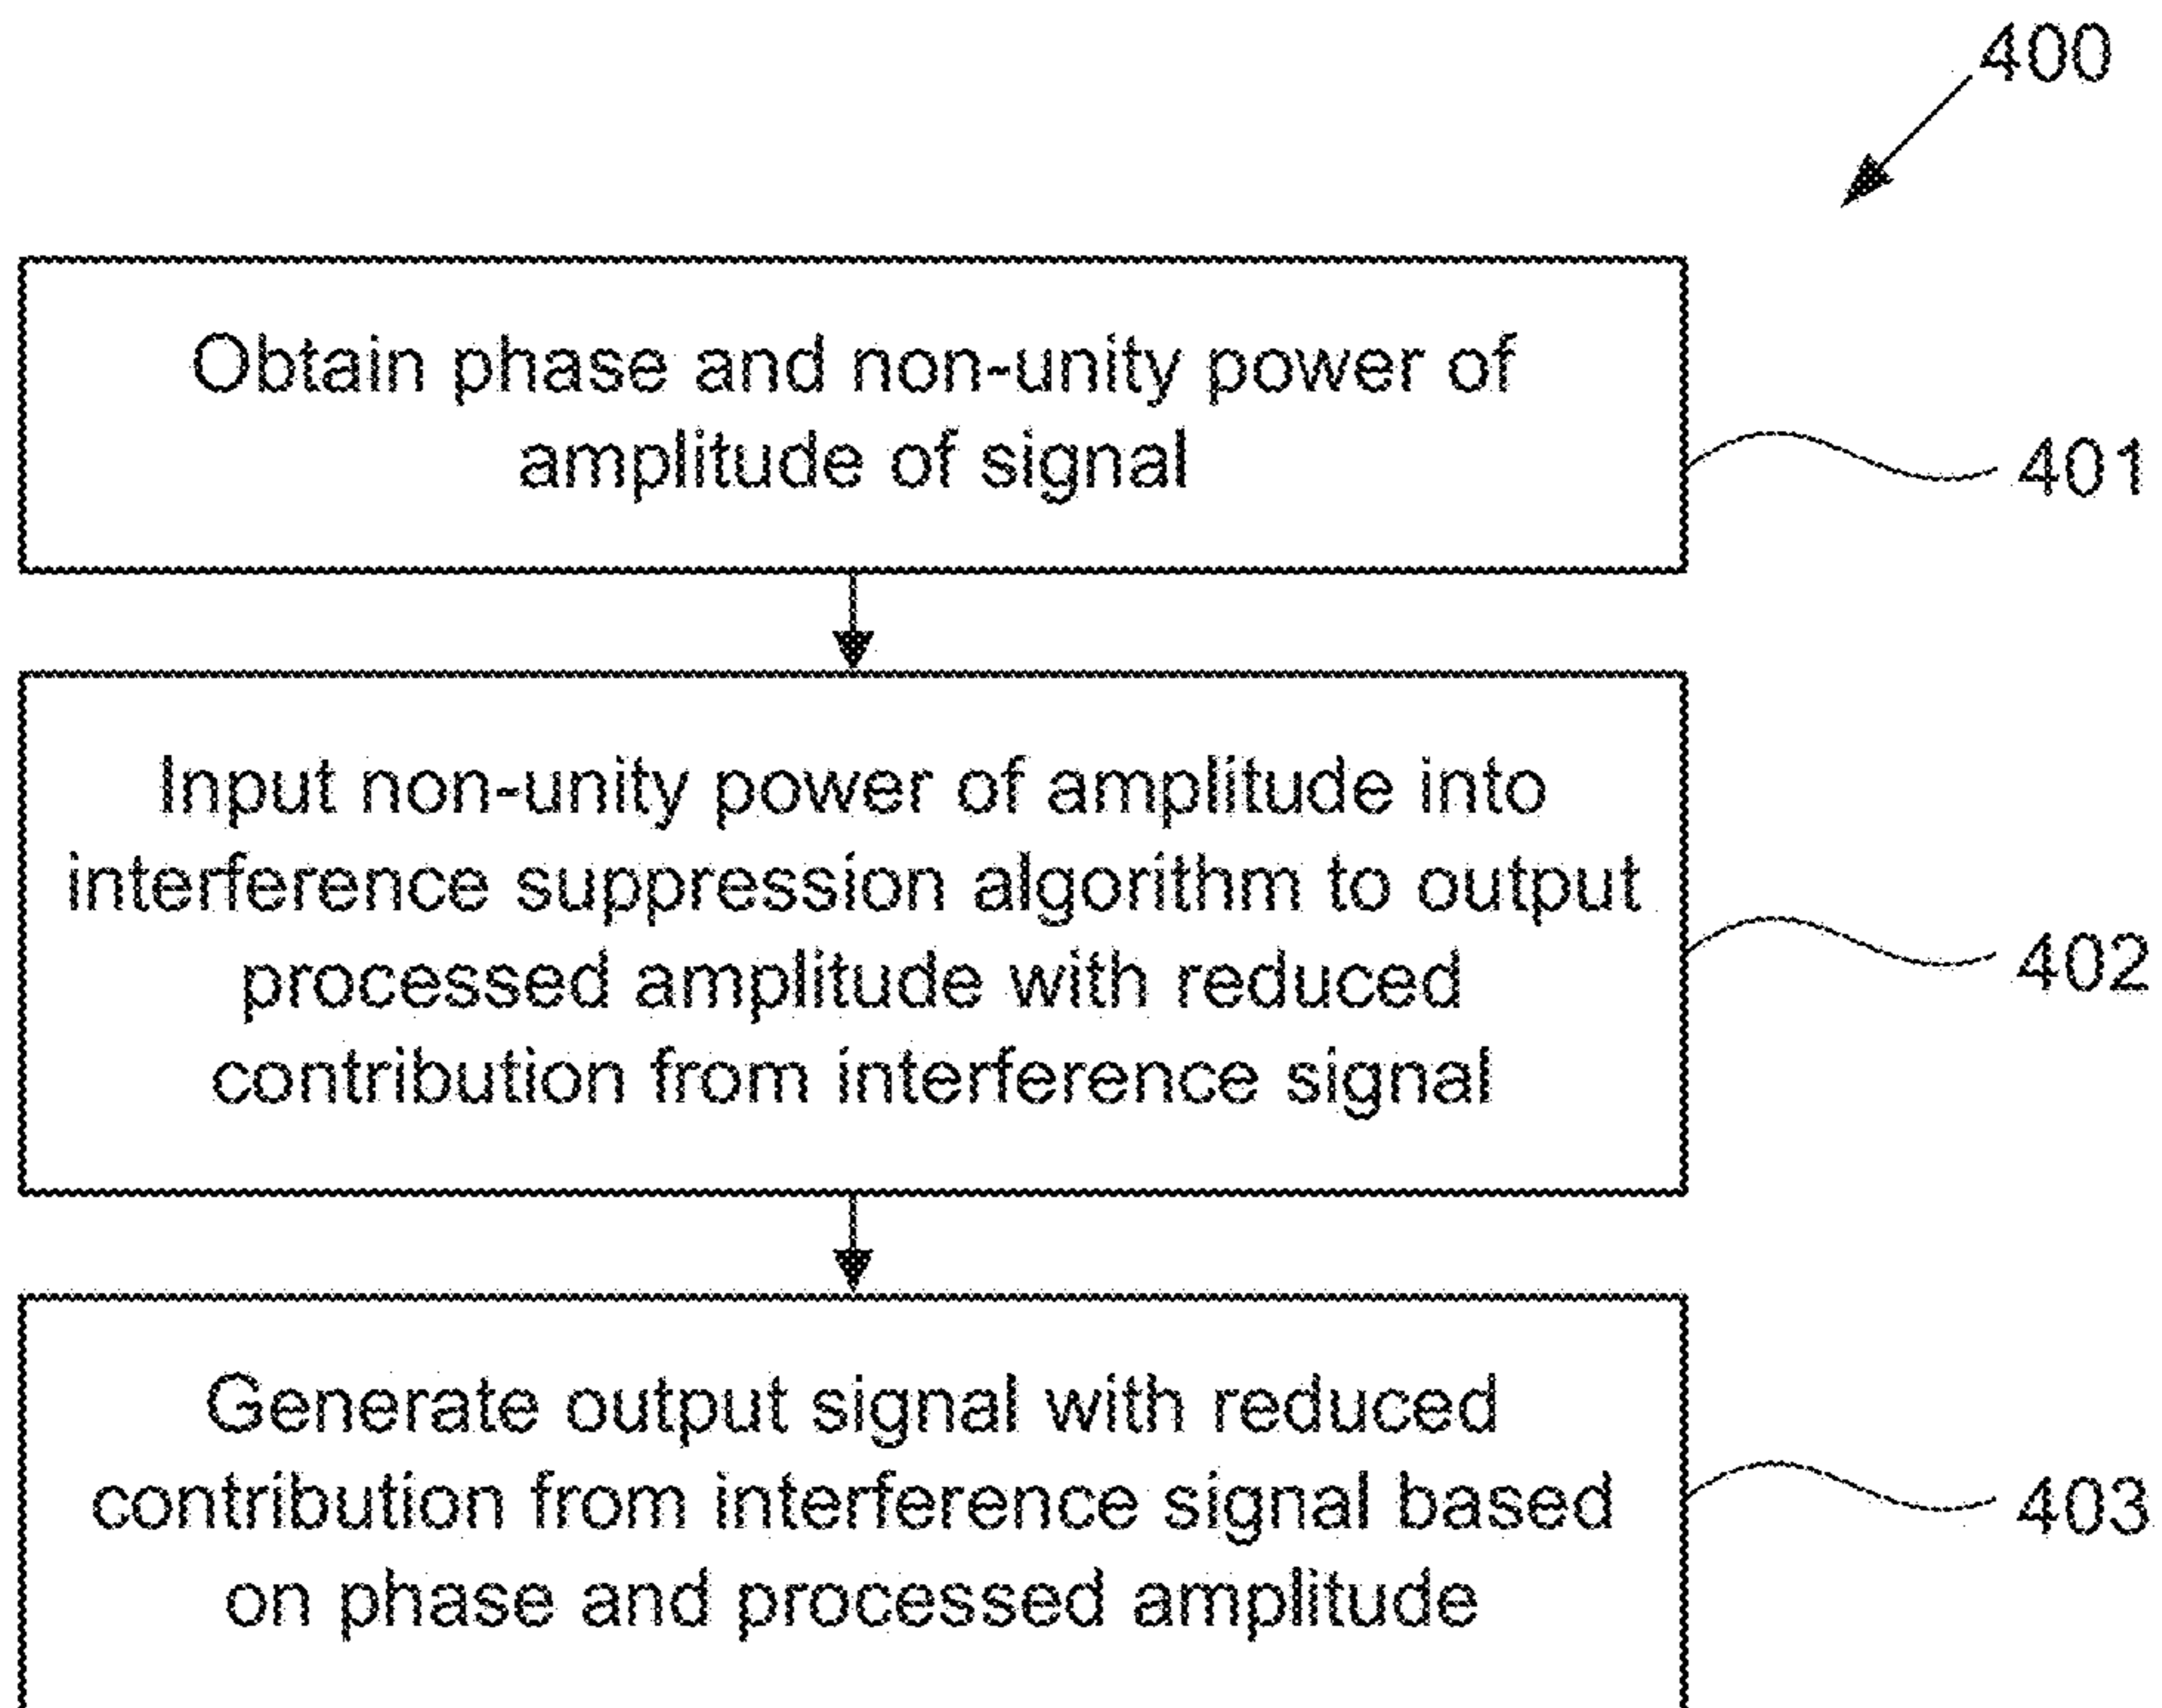 400
Obtain phase and non-unity power of
amplitude of signal
401
Input non-unity power of amplitude into
interference suppression algorithm to output
processed amplitude with reduced
contribution from interference signal
402
Generate output signal with reduced
contribution from interference signal based
on phase and processed amplitude
403